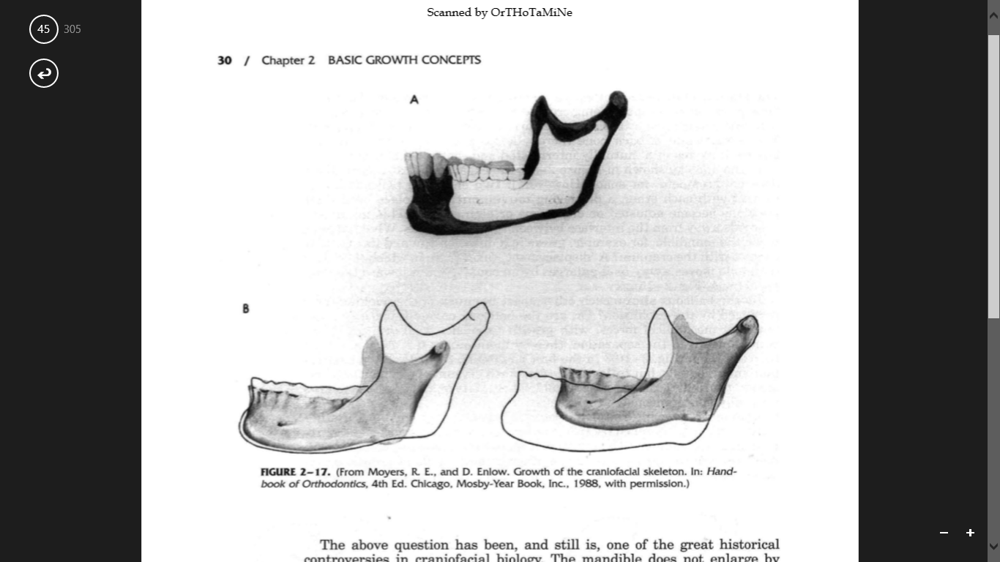 Scanned by OrTHoTaMiNe
45 305
30 / Chapter 2 BASIC GROWTH CONCEPTS
A
B
FIGURE 2–17. (From Moyers, R. E., and D. Enlow. Growth of the craniofacial skeleton. In: Hand-
book of Orthodontics, 4th Ed. Chicago, Mosby-Year Book, Inc., 1988, with permission.)
The above question has been, and still is, one of the great historical
controversies in craniofacial biology. The mandible does not enlarge by